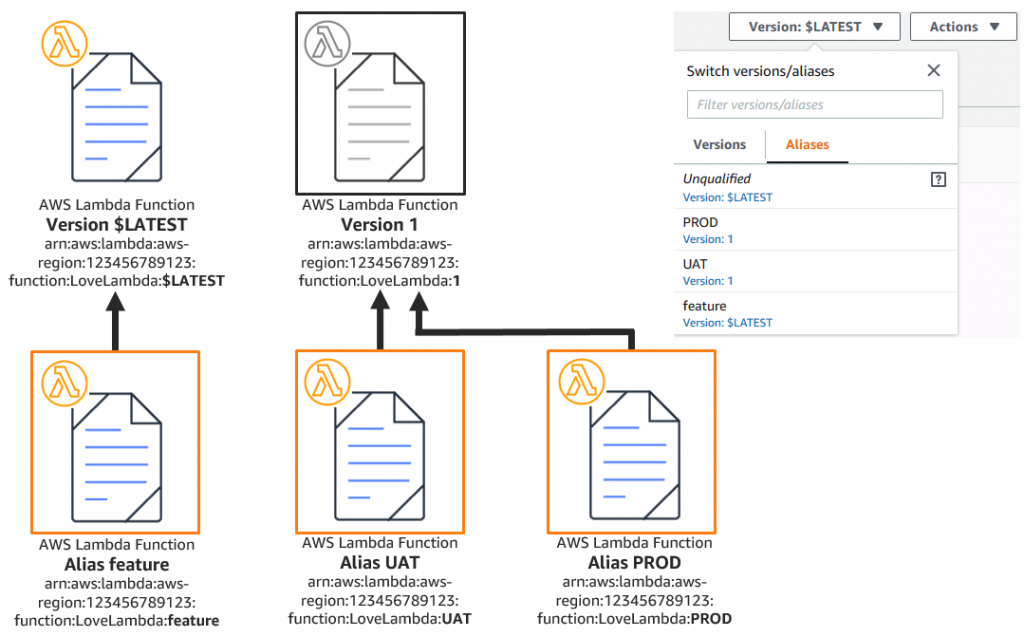 AWS Lambda Function
Version $LATEST
arn:aws:lambda:aws-
region:123456789123:
function:LoveLambda:$LATEST
AWS Lambda Function
Version 1
arn:aws:lambda:aws-
region:123456789123:
function:LoveLambda:1
Version: $LATEST ▼
Actions ▼
Switch versions/aliases
Filter versions/aliases
Versions
Aliases
Unqualified
Version: $LATEST
PROD
Version: 1
UAT
Version: 1
feature
Version: $LATEST
AWS Lambda Function
Alias feature
arn:aws:lambda:aws-
region:123456789123:
function:LoveLambda:feature
AWS Lambda Function
Alias UAT
arn:aws:lambda:aws-
region:123456789123:
function:LoveLambda:UAT
AWS Lambda Function
Alias PROD
arn:aws:lambda:aws-
region:123456789123:
function:LoveLambda:PROD